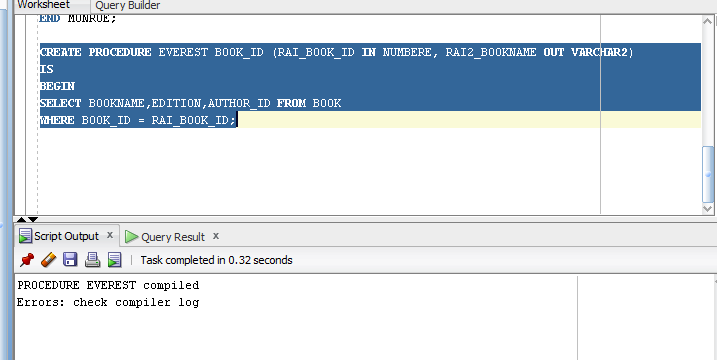 Worksheet Query Builder
END MONROE;
CREATE PROCEDURE EVEREST BOOK_ID (RAI_BOOK_ID IN NUMBERE, RAI2_BOOKNAME OUT VARCHAR2)
IS
BEGIN
SELECT BOOKNAME,EDITION,AUTHOR_ID FROM BOOK
WHERE BOOK_ID = RAI_BOOK_ID;
Script Output x Query Result x
Task completed in 0.32 seconds
PROCEDURE EVEREST compiled
Errors: check compiler log